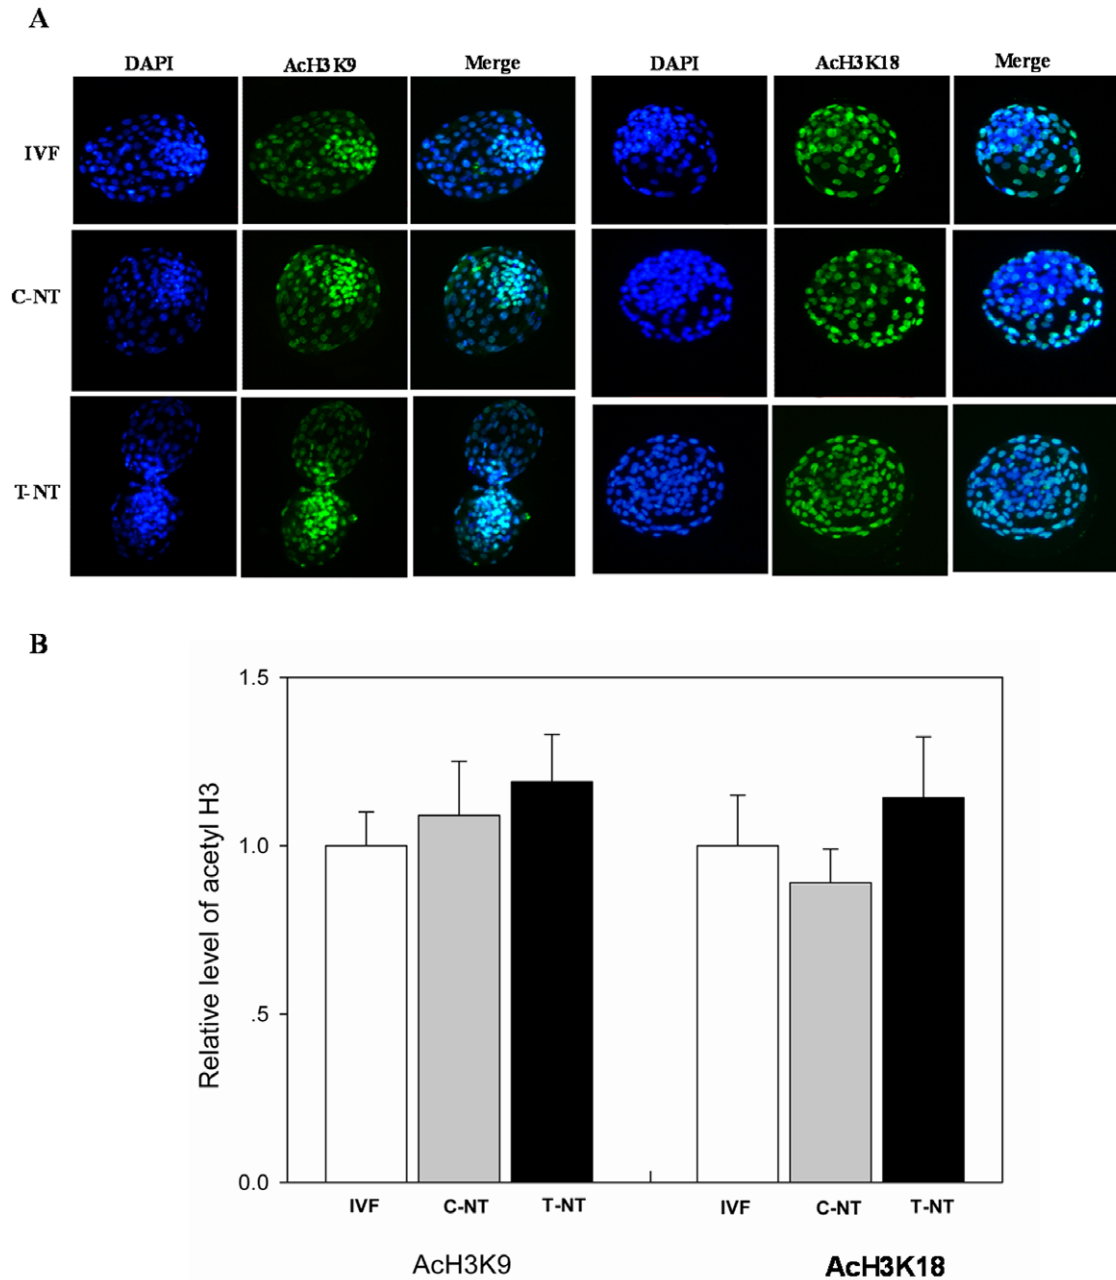 A
DAPI AcH3K9 Merge DAPI AcH3K18 Merge
IVF
C-NT
T-NT
B
1.5
1.0
.5
0.0
Relative level of acetyl H3
IVF C-NT T-NT IVF C-NT T-NT
AcH3K9 AcH3K18